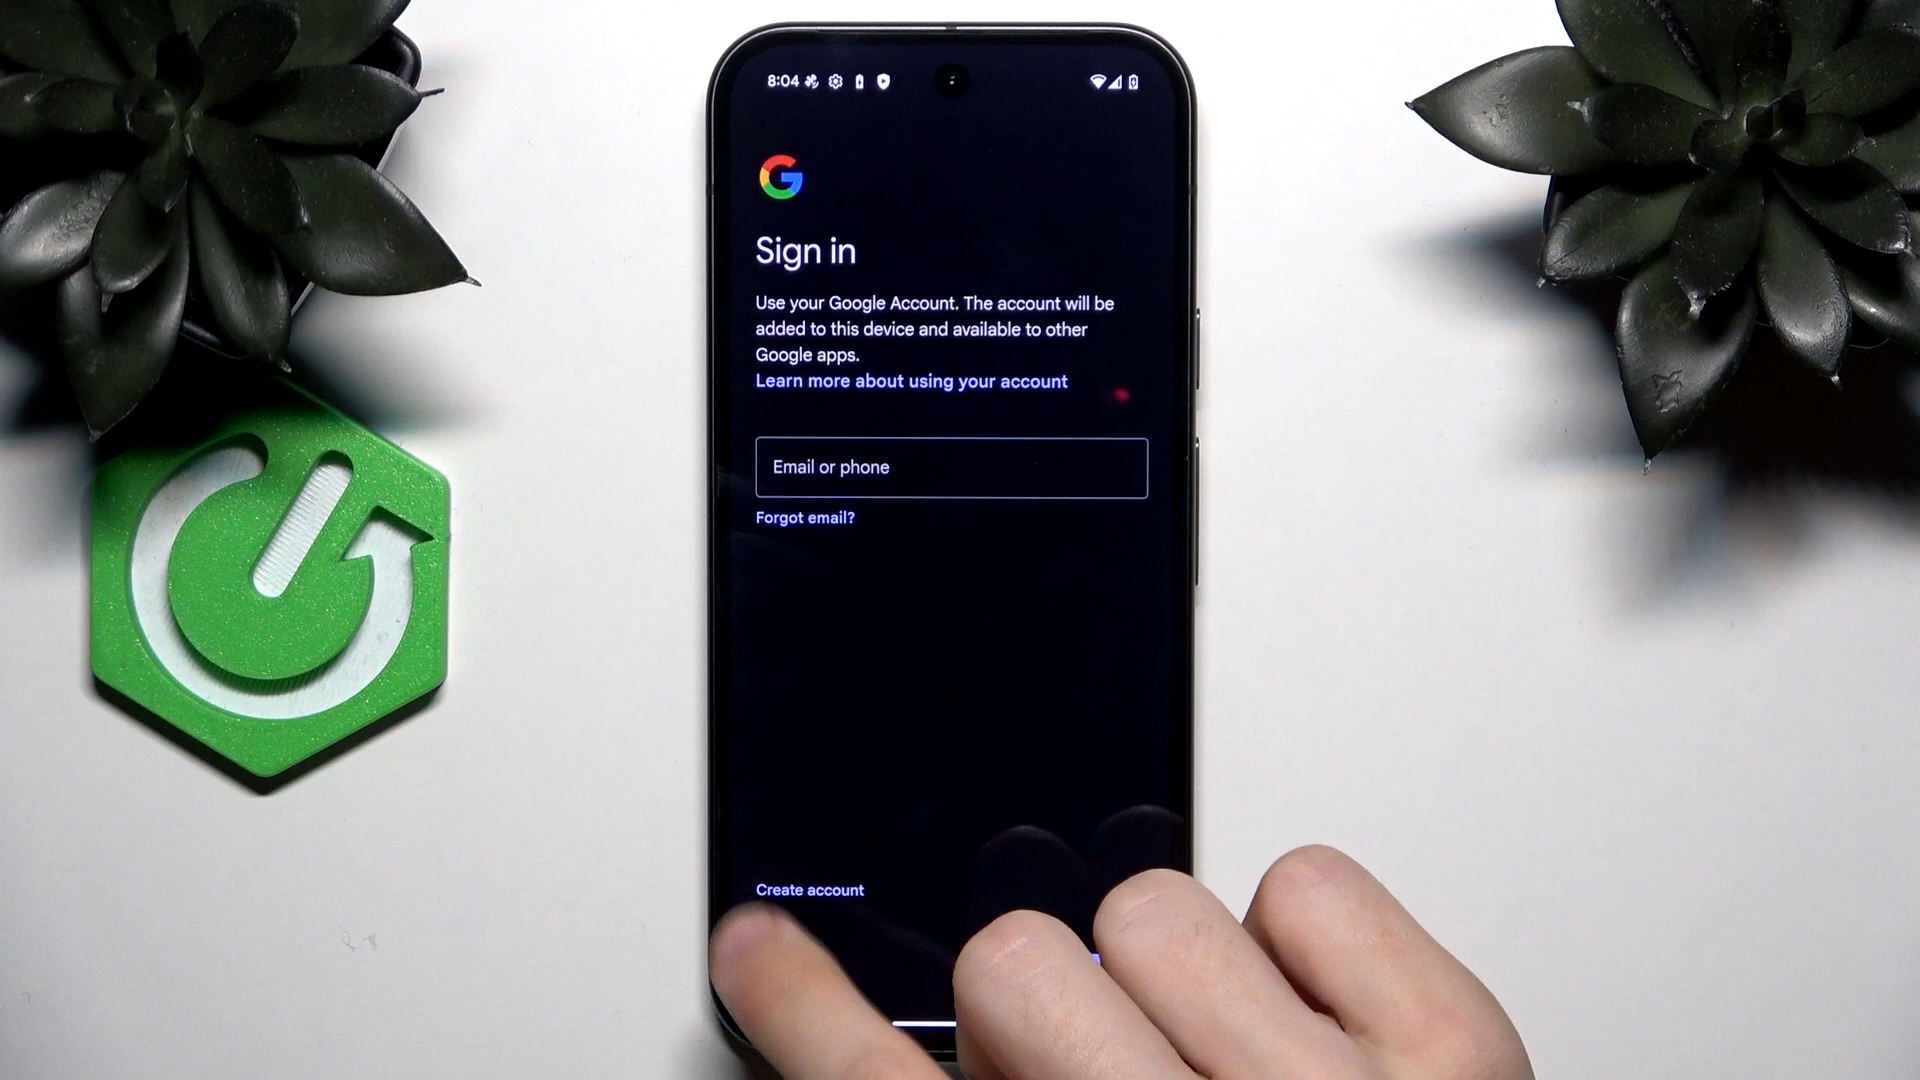 8:04
Sign in
Use your Google Account. The account will be
added to this device and available to other
Google apps.
Learn more about using your account
Email or phone
Forgot email?
Create account